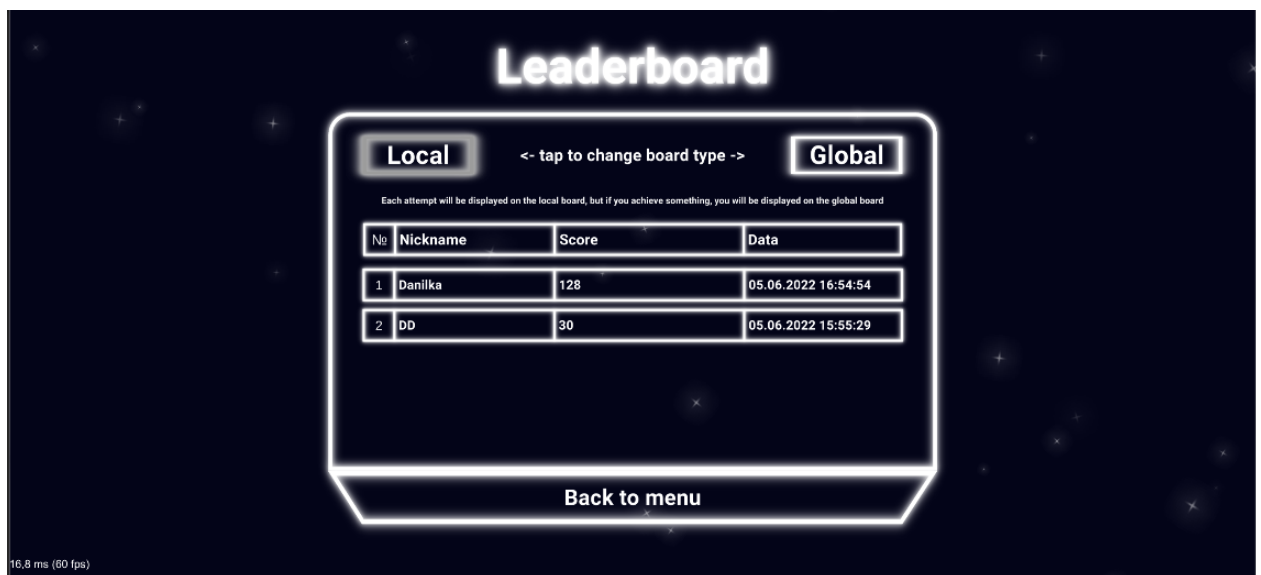 Leaderboard
Local <- tap to change board type -> Global
Each attempt will be displayed on the local board, but if you achieve something, you will be displayed on the global board
№ Nickname Score Data
1 Danilka 128 05.06.2022 16:54:54
2 DD 30 05.06.2022 15:55:29
Back to menu
16,8 ms (60 fps)